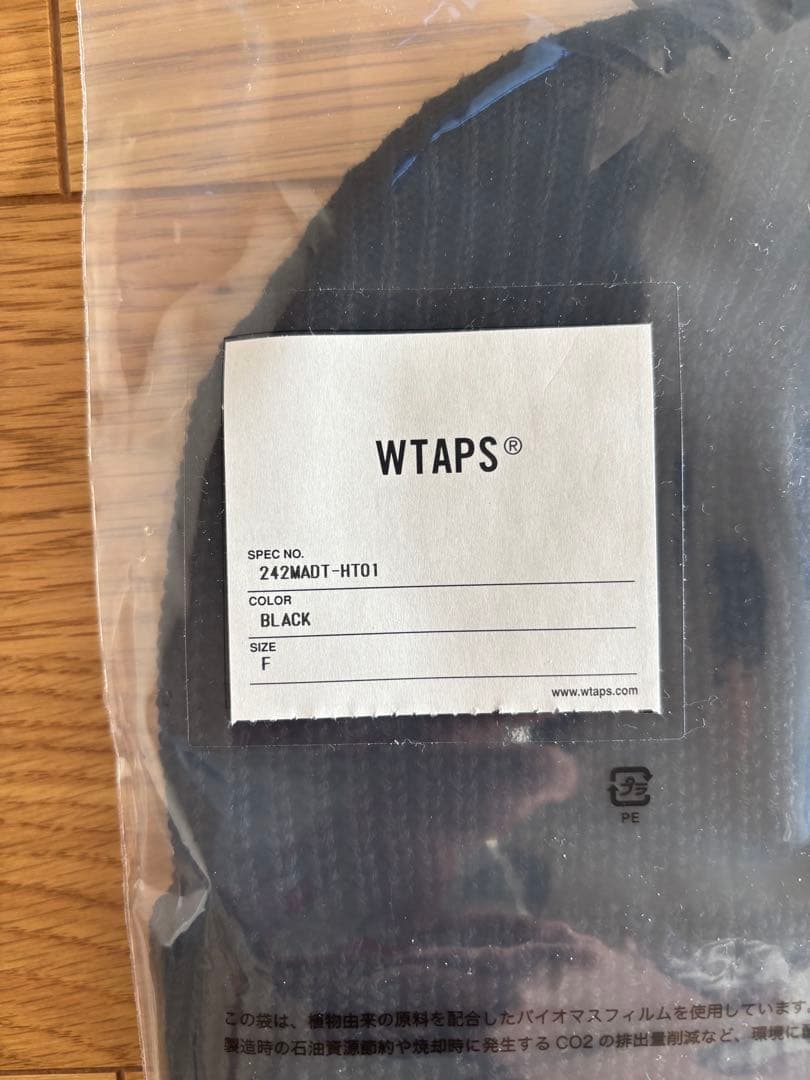 WTAPS®
SPEC NO.
242MADT-HT01
COLOR
BLACK
SIZE
F
www.wtaps.com
プラ
PE
この袋は、植物由来の原料を配合したバイオマスフィルムを使用しています。
製造時の石油資源節約や焼却時に発生するCO2の排出量削減など、環境に